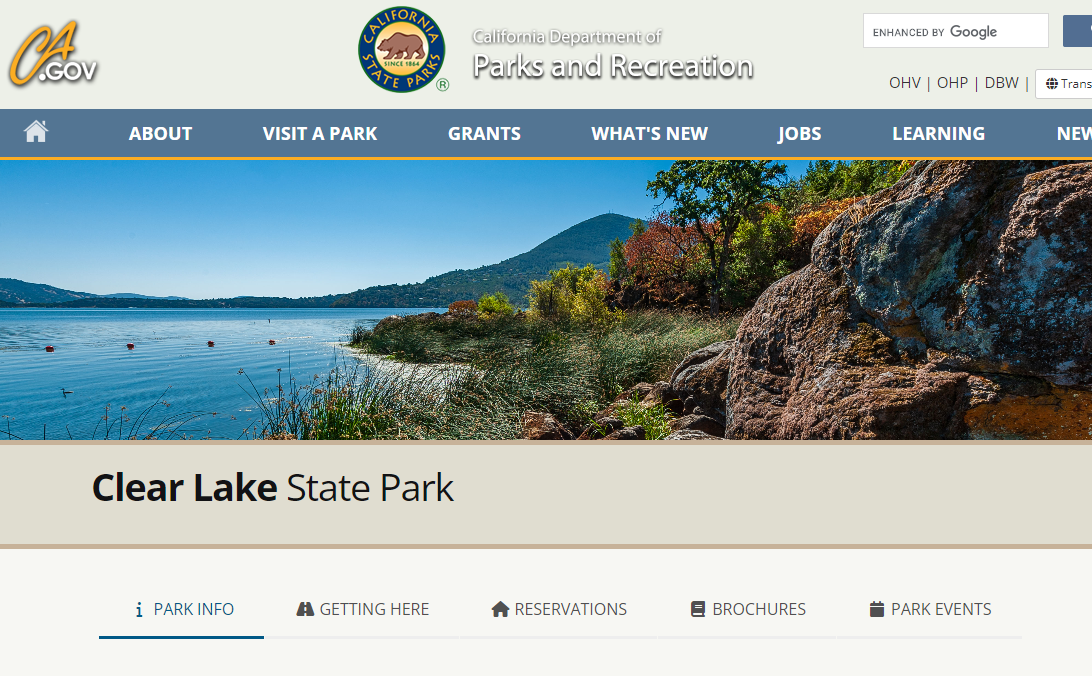 CA
.GOV
CALIFORNIA
SINCE 1864
STATE PARKS
®
California Department of
Parks and Recreation
ENHANCED BY Google
OHV | OHP | DBW |
Trans
ABOUT VISIT A PARK GRANTS WHAT'S NEW JOBS LEARNING NEW
Clear Lake State Park
PARK INFO GETTING HERE RESERVATIONS BROCHURES PARK EVENTS